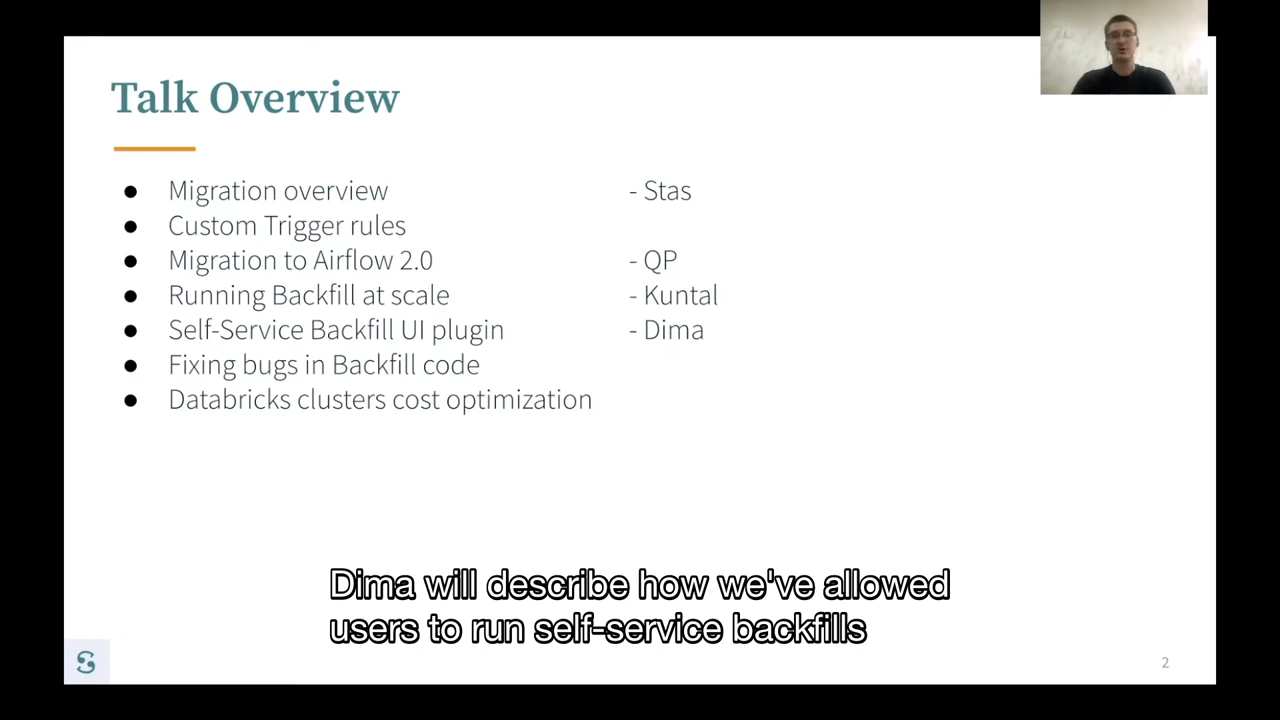 Talk Overview
● Migration overview - Stas
● Custom Trigger rules
● Migration to Airflow 2.0 - QP
● Running Backfill at scale - Kuntal
● Self-Service Backfill UI plugin - Dima
● Fixing bugs in Backfill code
● Databricks clusters cost optimization
Dima will describe how we've allowed
users to run self-service backfills
2